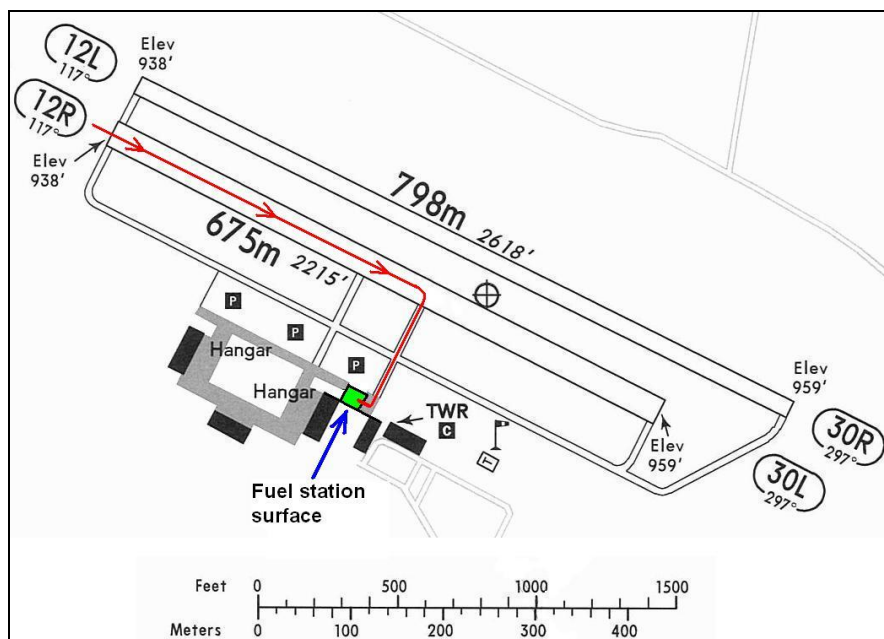 12L
117°
Elev
938'
12R
117°
Elev
938'
798m 2618'
675m 2215'
P
P
P
Hangar
Hangar
TWR
C
T
Elev
959'
Elev
959'
30R
297°
30L
297°
Fuel station
surface
Feet 0 500 1000 1500
Meters 0 100 200 300 400